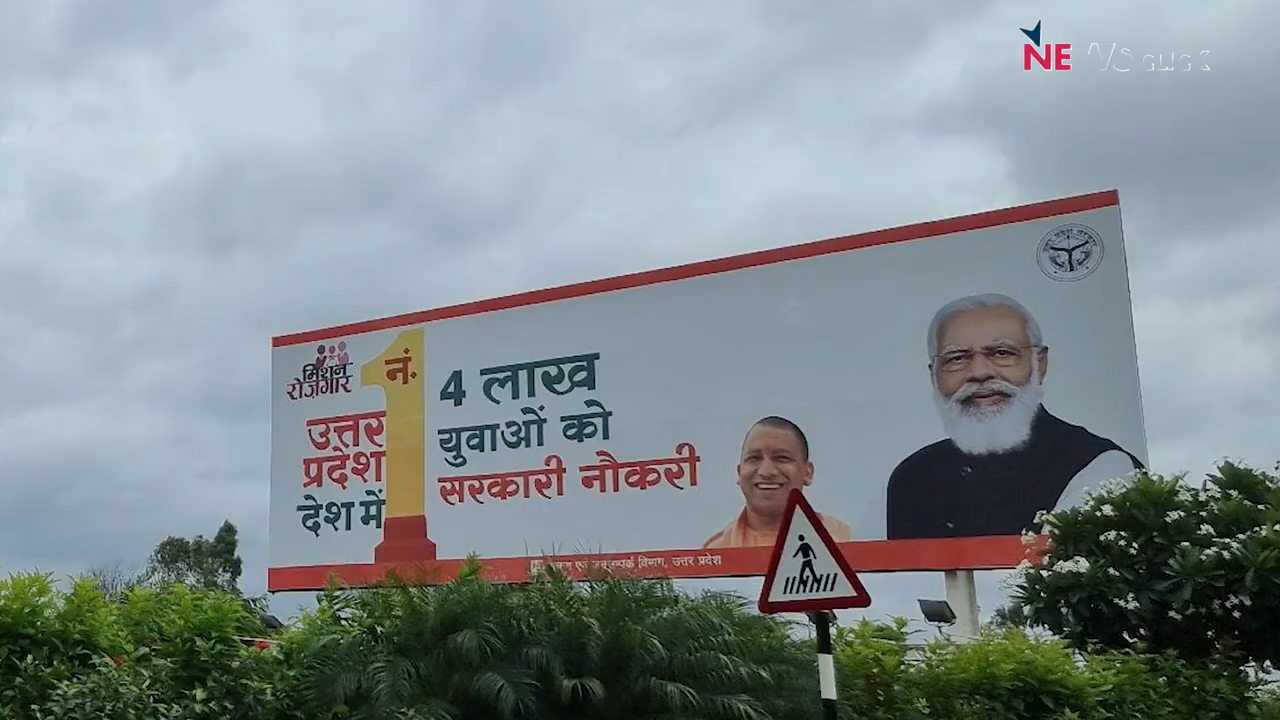 NE
मिशन
रोज़गार
नं.
1
उत्तर
प्रदेश
देश में
4 लाख
युवाओं को
सरकारी नौकरी
विभाग, उत्तर प्रदेश